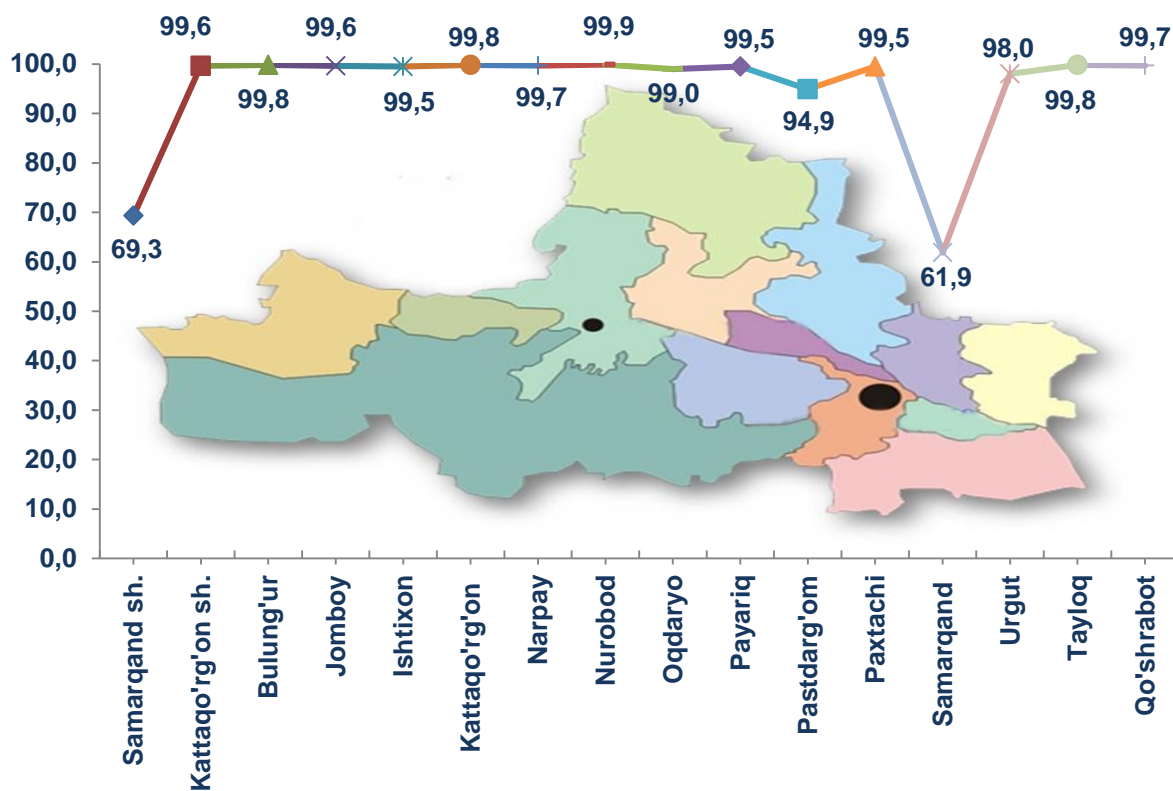 99,6 99,6 99,8 99,9 99,5 99,5 98,0 99,7
99,8 99,5 99,7 99,0 94,9 99,8
69,3 61,9
100,0
90,0
80,0
70,0
60,0
50,0
40,0
30,0
20,0
10,0
0,0
Samarqand sh.
Kattaqo'rg'on sh.
Bulung'ur
Jomboy
Ishtixon
Kattaqo'rg'on
Narpay
Nurobod
Oqdaryo
Payariq
Pastdarg'om
Paxtachi
Samarqand
Urgut
Tayloq
Qo'shrabot